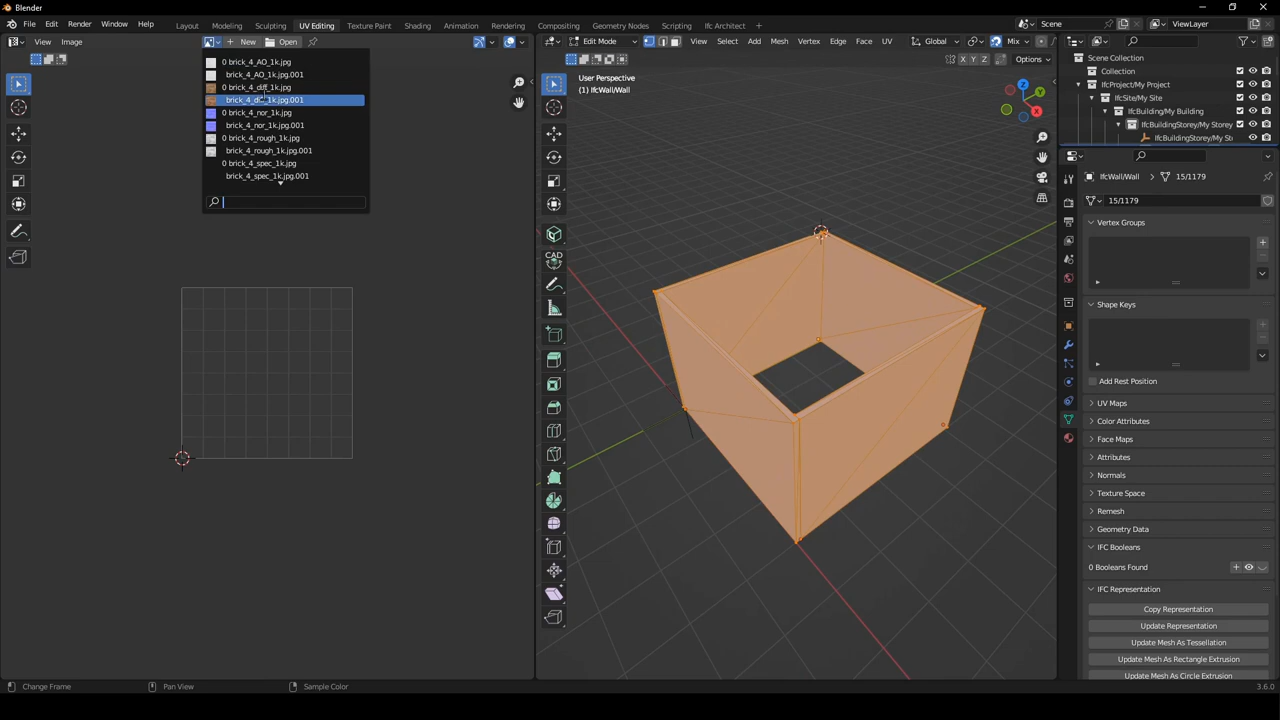 Blender
File Edit Render Window Help Layout Modeling Sculpting UV Editing Texture Paint Shading Animation Rendering Compositing Geometry Nodes Scripting Ifc Architect + Scene ViewLayer
View Image New Open
Edit Mode View Select Add Mesh Vertex Edge Face UV Global Mix
X Y Z Options
0 brick_4_AO_1k.jpg
brick_4_AO_1k.jpg.001
0 brick_4_diff_1k.jpg
brick_4_diff_1k.jpg.001
0 brick_4_nor_1k.jpg
brick_4_nor_1k.jpg.001
0 brick_4_rough_1k.jpg
brick_4_rough_1k.jpg.001
0 brick_4_spec_1k.jpg
brick_4_spec_1k.jpg.001
User Perspective
(1) IfcWall/Wall
Z
Y
X
CAD
Scene Collection
Collection
IfcProject/My Project
IfcSite/My Site
IfcBuilding/My Building
IfcBuildingStorey/My Storey
IfcBuildingStorey/My St
IfcWall/Wall 15/1179
15/1179
Vertex Groups
Shape Keys
Add Rest Position
UV Maps
Color Attributes
Face Maps
Attributes
Normals
Texture Space
Remesh
Geometry Data
IFC Booleans
0 Booleans Found
IFC Representation
Copy Representation
Update Representation
Update Mesh As Tessellation
Update Mesh As Rectangle Extrusion
Update Mesh As Circle Extrusion
Change Frame Pan View Sample Color 3.6.0